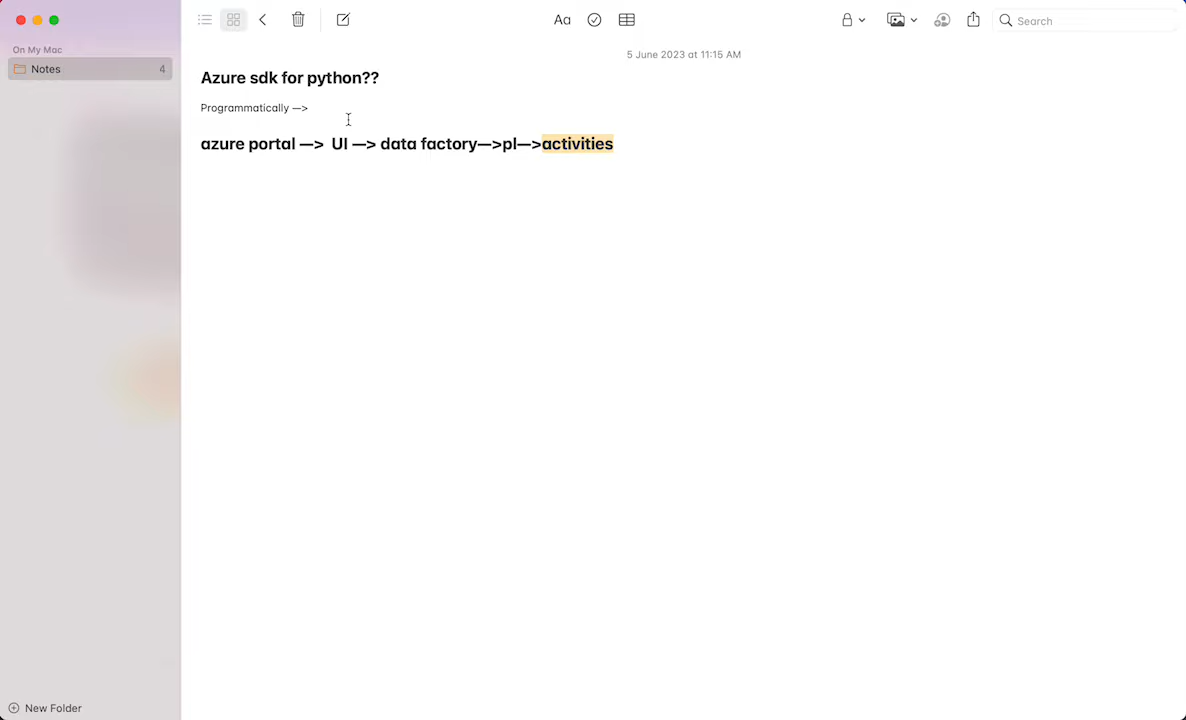 Search
On My Mac
Notes 4
5 June 2023 at 11:15 AM
Azure sdk for python??
Programmatically —>
azure portal —> UI —> data factory—>pl—>activities
New Folder
Aa